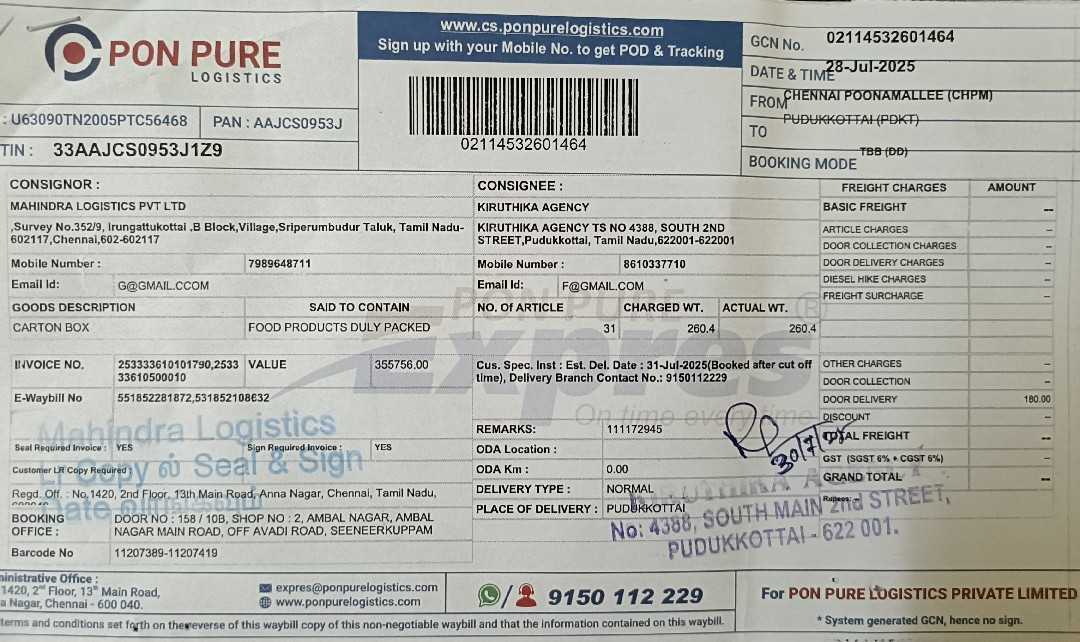 PON PURE
LOGISTICS
www.cs.ponpurelogistics.com
Sign up with your Mobile No. to get POD & Tracking
02114532601464
GCN No. 02114532601464
DATE & TIME 28-Jul-2025
FROM CHENNAI POONAMALLEE (CHPM)
TO PUDUKKOTTAI (PDKT)
BOOKING MODE TBB (DD)
: U63090TN2005PTC56468 PAN : AAJCS0953J
TIN : 33AAJCS0953J1Z9
CONSIGNOR :
MAHINDRA LOGISTICS PVT LTD
,Survey No.352/9, Irungattukottai ,B Block,Village,Sriperumbudur Taluk, Tamil Nadu-
602117,Chennai,602-602117
Mobile Number : 7989648711
Email Id: G@GMAIL.CCOM
GOODS DESCRIPTION SAID TO CONTAIN
CARTON BOX FOOD PRODUCTS DULY PACKED
INVOICE NO. 253333610101790,2533
33610500010
VALUE 355756.00
E-Waybill No 551852281872,531852108632
Seal Required Invoice : YES Sign Required Invoice : YES
Customer LR Copy Required :
Mahindra Logistics
LR Copy ல் Seal & Sign
Regd. Off. : No,1420, 2nd Floor, 13th Main Road, Anna Nagar, Chennai, Tamil Nadu,
BOOKING OFFICE : DOOR NO : 158 / 10B, SHOP NO : 2, AMBAL NAGAR, AMBAL
NAGAR MAIN ROAD, OFF AVADI ROAD, SEENEERKUPPAM
Barcode No 11207389-11207419
CONSIGNEE :
KIRUTHIKA AGENCY
KIRUTHIKA AGENCY TS NO 4388, SOUTH 2ND
STREET,Pudukkottai, Tamil Nadu,622001-622001
Mobile Number : 8610337710
Email Id: F@GMAIL.COM
NO. Of ARTICLE CHARGED WT. ACTUAL WT.
31 260.4 260.4
PON PURE
Expres
On time every time
Cus. Spec. Inst : Est. Del. Date : 31-Jul-2025(Booked after cut off
time), Delivery Branch Contact No.: 9150112229
REMARKS: 111172945
ODA Location :
ODA Km : 0.00
DELIVERY TYPE : NORMAL
PLACE OF DELIVERY : PUDUKKOTTAI
FREIGHT CHARGES AMOUNT
BASIC FREIGHT --
ARTICLE CHARGES --
DOOR COLLECTION CHARGES --
DOOR DELIVERY CHARGES --
DIESEL HIKE CHARGES --
FREIGHT SURCHARGE --
OTHER CHARGES --
DOOR COLLECTION --
DOOR DELIVERY 180.00
DISCOUNT --
TOTAL FREIGHT --
GST (SGST 6% + CGST 6%)
GRAND TOTAL --
Rupees: --
30/7/25
KIRUTHIKA
No: 4388, SOUTH MAIN 2nd STREET,
PUDUKKOTTAI - 622 001.
ministrative Office :
1420, 2nd Floor, 13th Main Road,
a Nagar, Chennai - 600 040.
expres@ponpurelogistics.com
www.ponpurelogistics.com
9150 112 229
For PON PURE LOGISTICS PRIVATE LIMITED
* System generated GCN, hence no sign.
terms and conditions set forth on the reverse of this waybill copy of this non-negotiable waybill and that the information contained on this waybill.